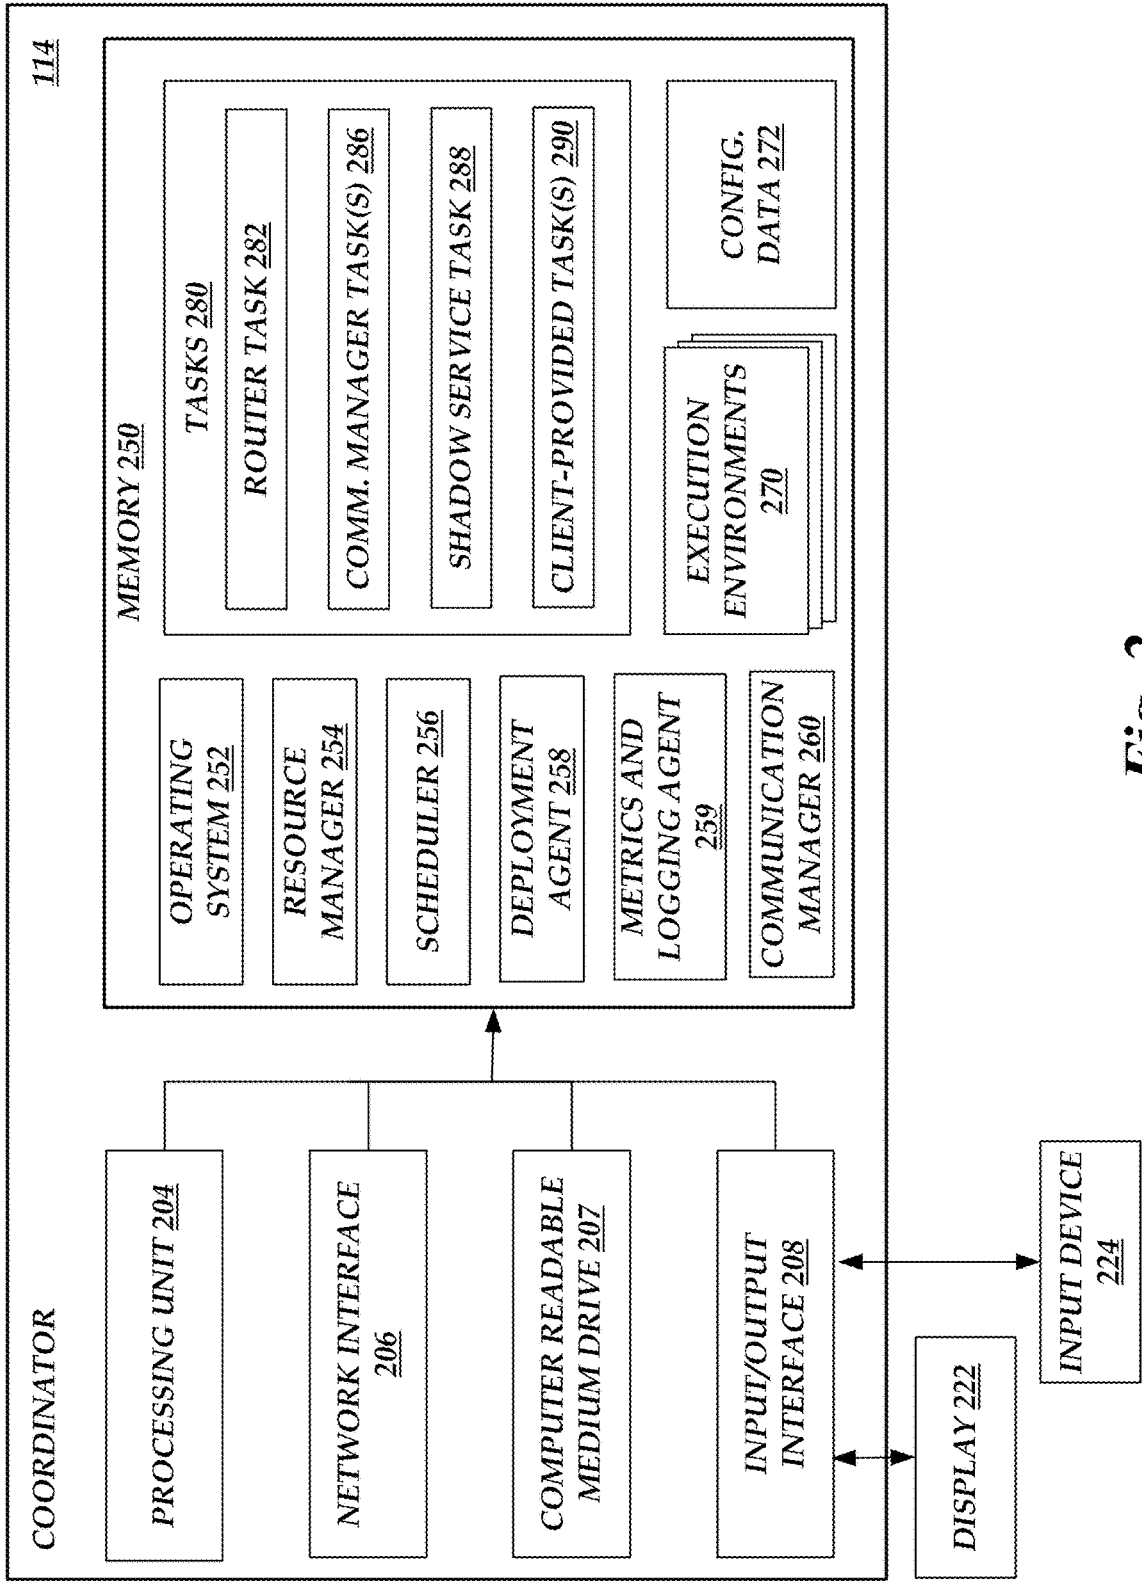 COORDINATOR
114
PROCESSING UNIT 204
NETWORK INTERFACE
206
COMPUTER READABLE
MEDIUM DRIVE 207
INPUT/OUTPUT
INTERFACE 208
DISPLAY 222
INPUT DEVICE
224
MEMORY 250
OPERATING
SYSTEM 252
RESOURCE
MANAGER 254
SCHEDULER 256
DEPLOYMENT
AGENT 258
METRICS AND
LOGGING AGENT
259
COMMUNICATION
MANAGER 260
TASKS 280
ROUTER TASK 282
COMM. MANAGER TASK(S) 286
SHADOW SERVICE TASK 288
CLIENT-PROVIDED TASK(S) 290
EXECUTION
ENVIRONMENTS
270
CONFIG.
DATA 272